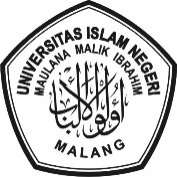 UNIVERSITAS ISLAM NEGERI
MAULANA MALIK IBRAHIM
أولو الألباب
MALANG